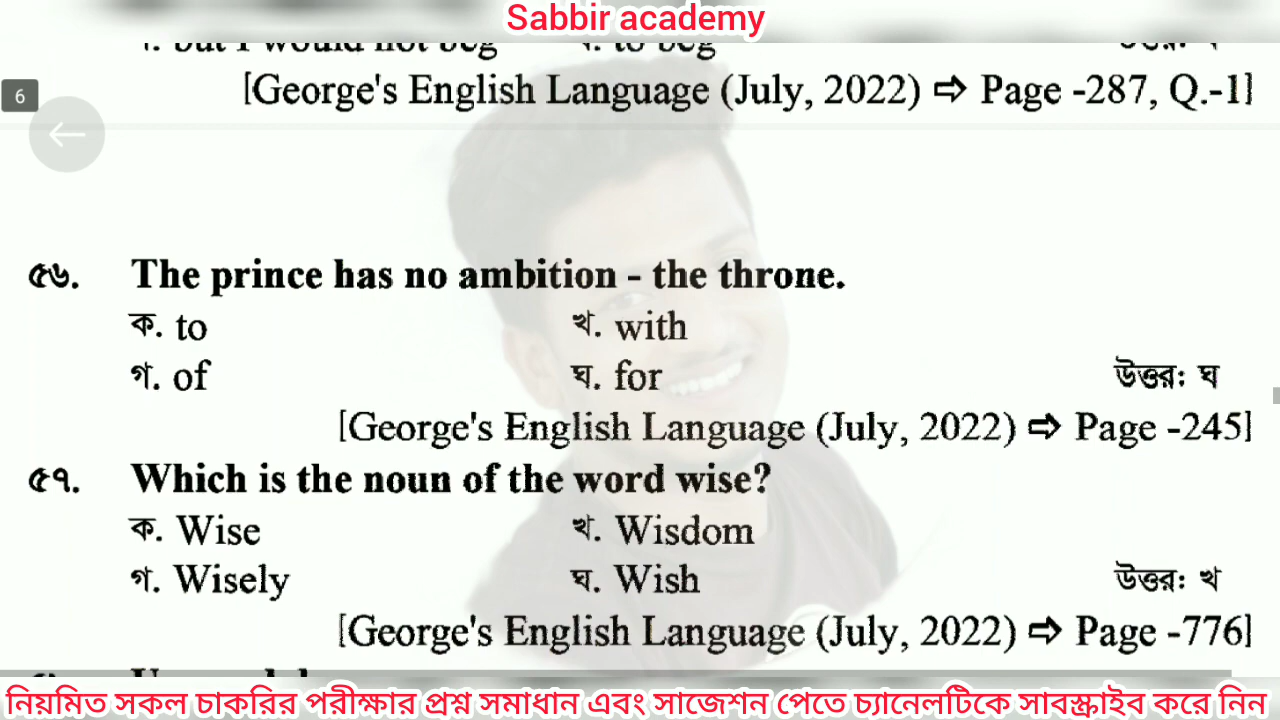 Sabbir academy
[George's English Language (July, 2022) ⇨ Page -287, Q.-1]
6
৫৬. The prince has no ambition - the throne.
ক. to খ. with
গ. of ঘ. for উত্তরঃ ঘ
[George's English Language (July, 2022) ⇨ Page -245]
৫৭. Which is the noun of the word wise?
ক. Wise খ. Wisdom
গ. Wisely ঘ. Wish উত্তরঃ খ
[George's English Language (July, 2022) ⇨ Page -776]
নিয়মিত সকল চাকরির পরীক্ষার প্রশ্ন সমাধান এবং সাজেশন পেতে চ্যানেলটিকে সাবস্ক্রাইব করে নিন